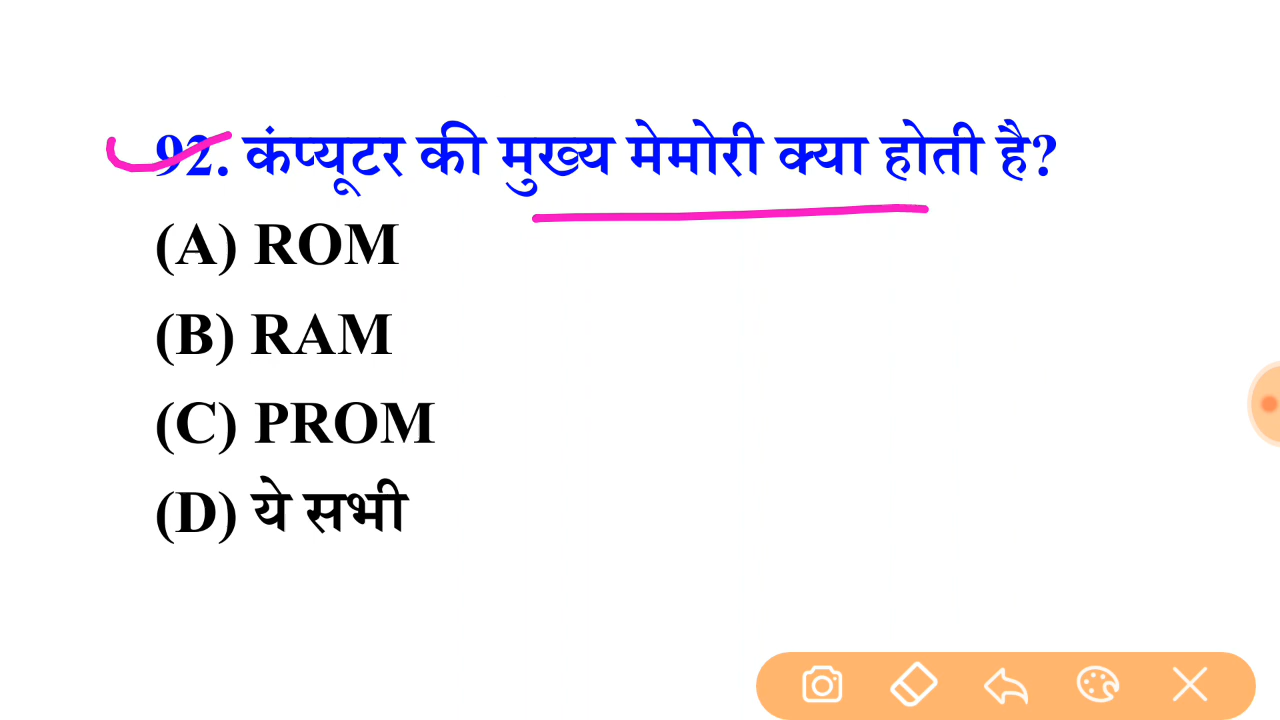 92. कंप्यूटर की मुख्य मेमोरी क्या होती है?
(A) ROM
(B) RAM
(C) PROM
(D) ये सभी